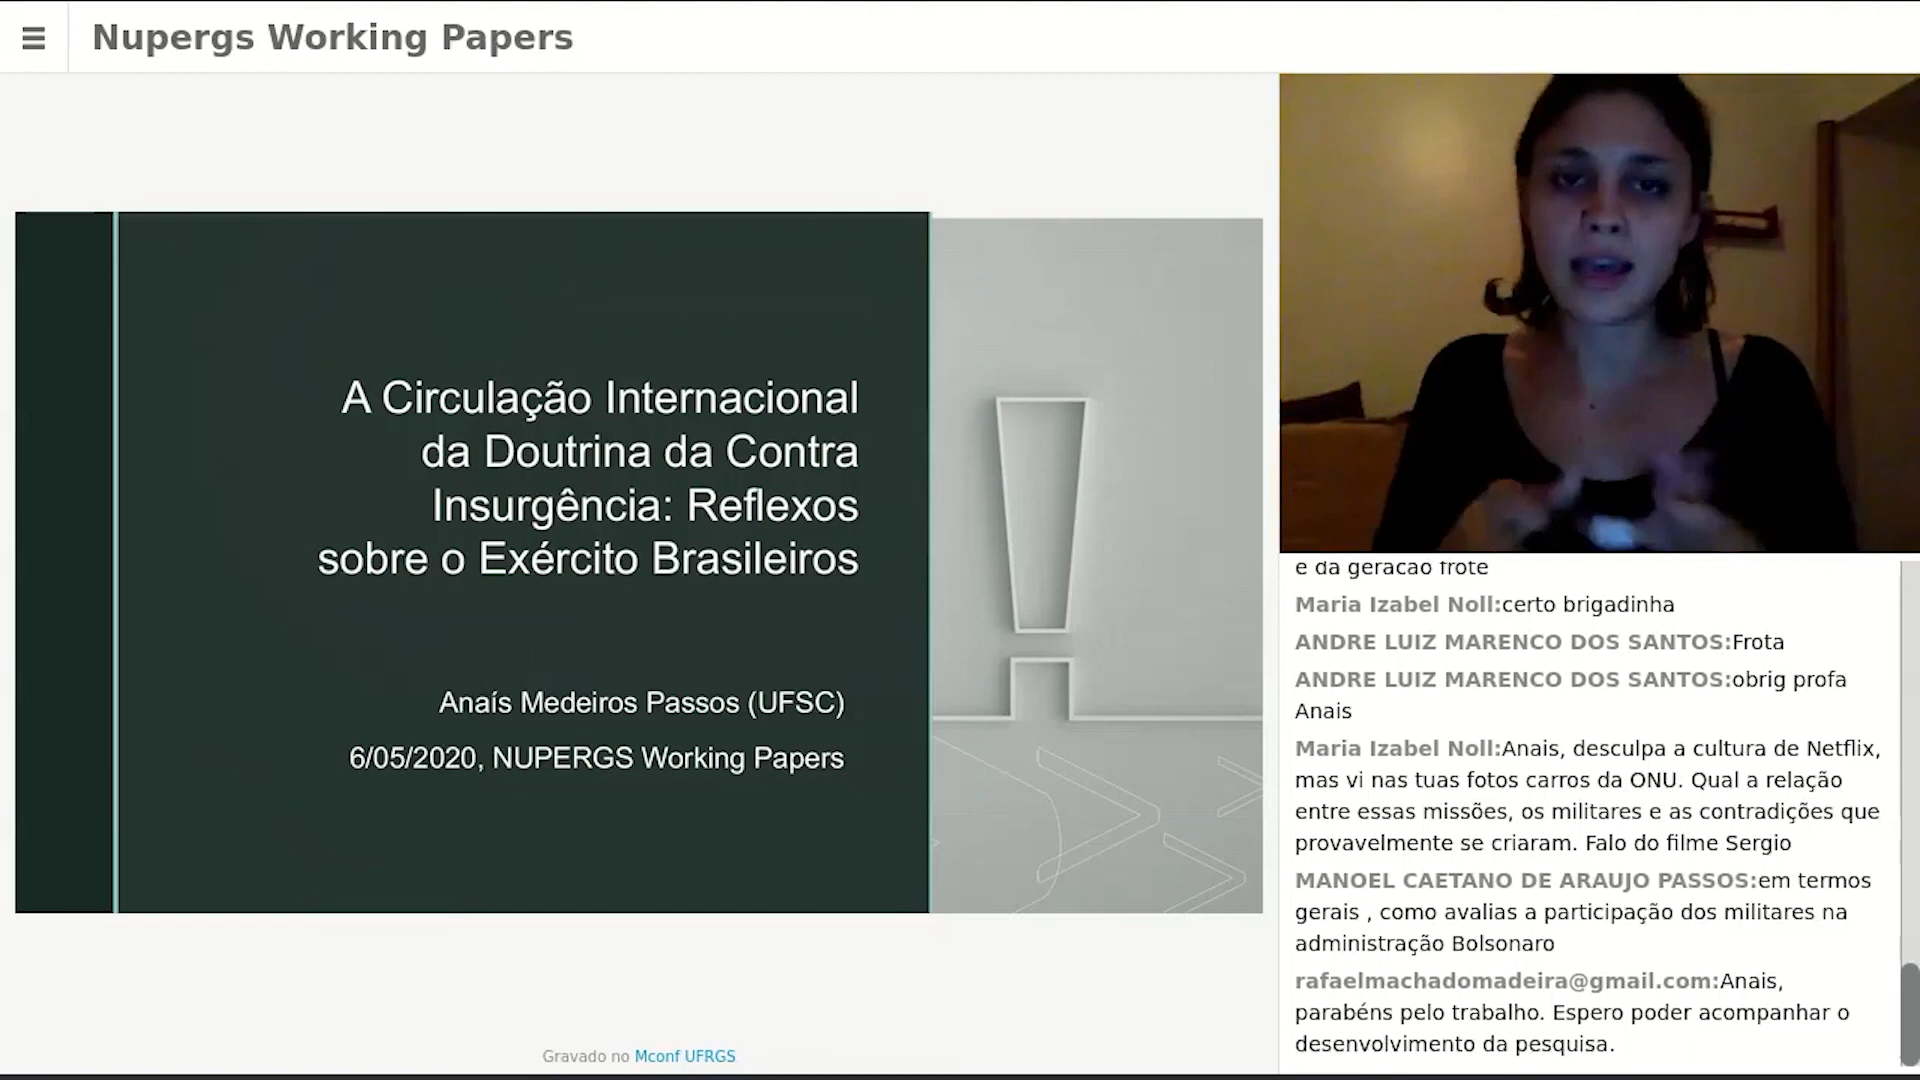 Nupergs Working Papers
A Circulação Internacional
da Doutrina da Contra
Insurgência: Reflexos
sobre o Exército Brasileiros
Anaís Medeiros Passos (UFSC)
6/05/2020, NUPERGS Working Papers
Gravado no Mconf UFRGS
e da geracao frote
Maria Izabel Noll:certo brigadinha
ANDRE LUIZ MARENCO DOS SANTOS:Frota
ANDRE LUIZ MARENCO DOS SANTOS:obrig profa
Anais
Maria Izabel Noll:Anais, desculpa a cultura de Netflix,
mas vi nas tuas fotos carros da ONU. Qual a relação
entre essas missões, os militares e as contradições que
provavelmente se criaram. Falo do filme Sergio
MANOEL CAETANO DE ARAUJO PASSOS:em termos
gerais , como avalias a participação dos militares na
administração Bolsonaro
rafaelmachadomadeira@gmail.com:Anais,
parabéns pelo trabalho. Espero poder acompanhar o
desenvolvimento da pesquisa.